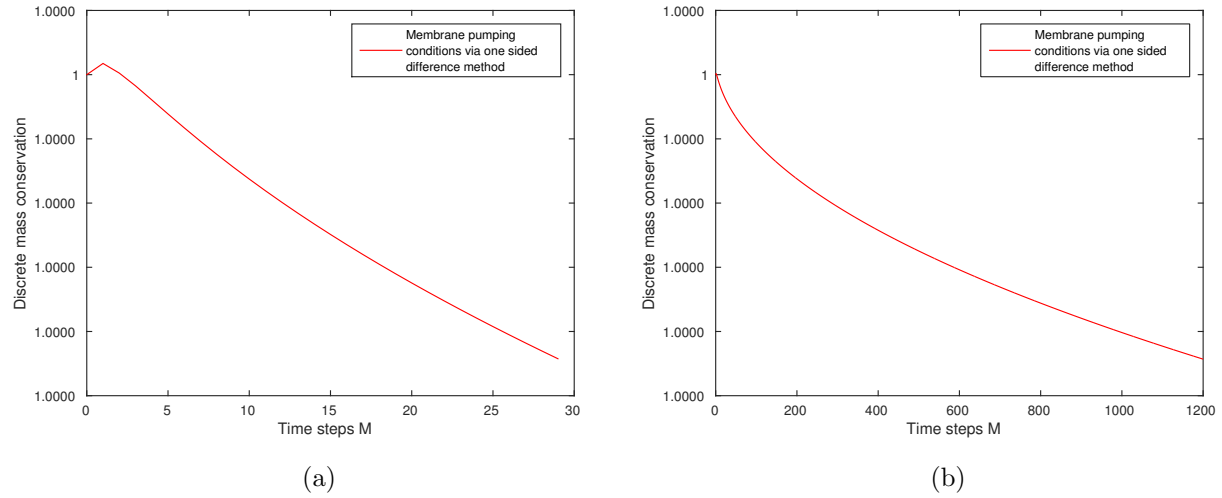 1.0000
1
1.0000
1.0000
1.0000
1.0000
1.0000
Discrete mass conservation
0 5 10 15 20 25 30
Time steps M
Membrane pumping
conditions via one sided
difference method
(a)
1.0000
1
1.0000
1.0000
1.0000
1.0000
1.0000
Discrete mass conservation
0 200 400 600 800 1000 1200
Time steps M
Membrane pumping
conditions via one sided
difference method
(b)